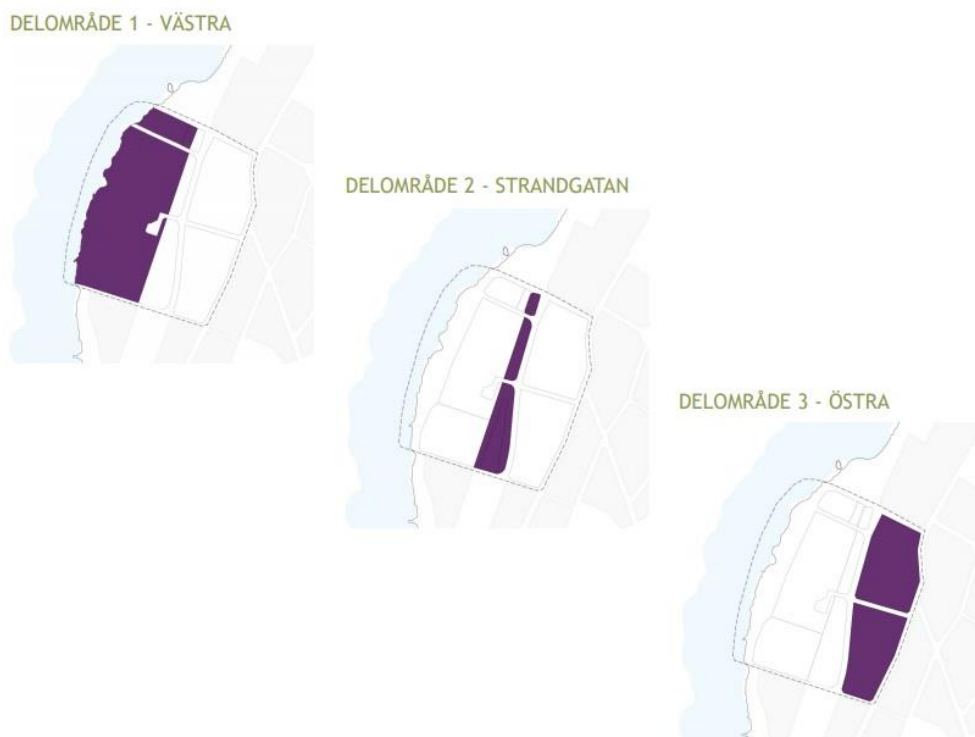 DELOMRÅDE 1 - VÄSTRA
DELOMRÅDE 2 - STRANDGATAN
DELOMRÅDE 3 - ÖSTRA